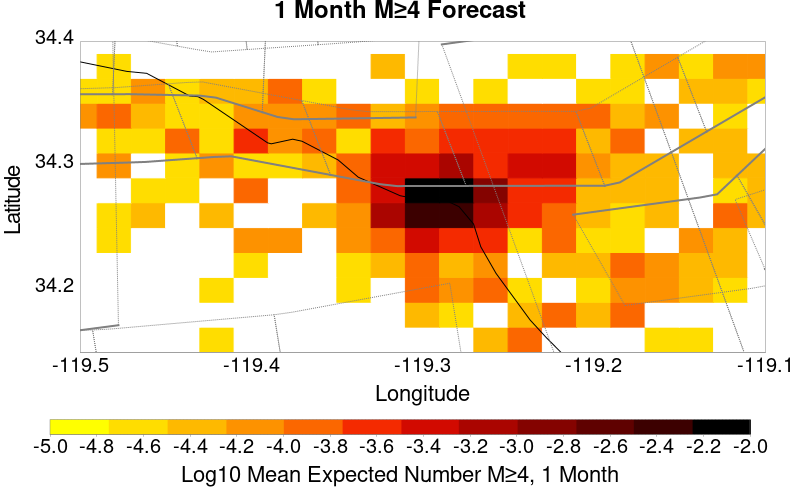 1 Month M≥4 Forecast
34.4
34.3
34.2
Latitude
-119.5 -119.4 -119.3 -119.2 -119.1
Longitude
-5.0 -4.8 -4.6 -4.4 -4.2 -4.0 -3.8 -3.6 -3.4 -3.2 -3.0 -2.8 -2.6 -2.4 -2.2 -2.0
Log10 Mean Expected Number M≥4, 1 Month